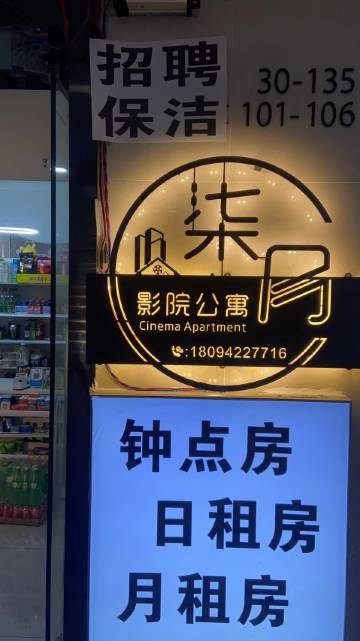 招聘
保洁
30-135
101-106
柒月
影院公寓
Cinema Apartment
:18094227716
钟点房
日租房
月租房